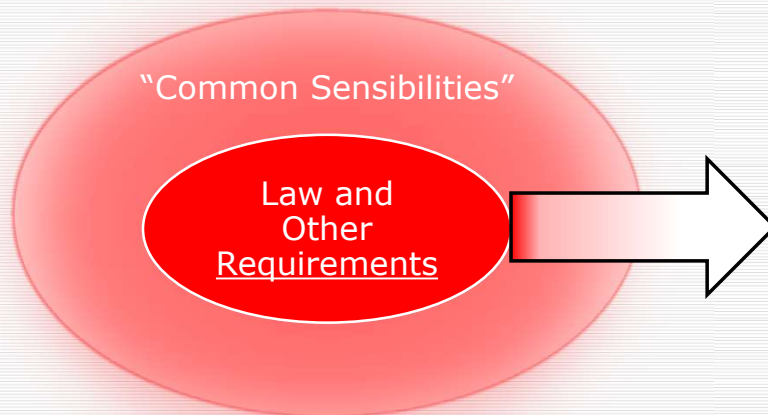 “Common Sensibilities”
Law and
Other
Requirements